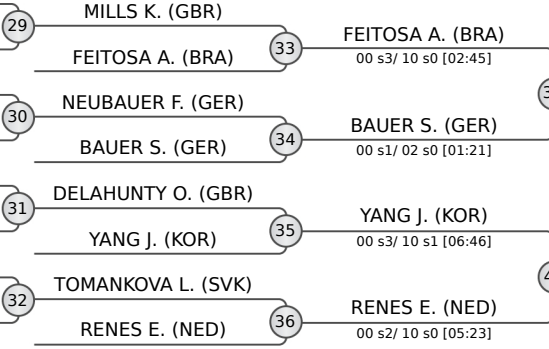 29
MILLS K. (GBR)
FEITOSA A. (BRA)
33
FEITOSA A. (BRA)
00 s3/ 10 s0 [02:45]
30
NEUBAUER F. (GER)
BAUER S. (GER)
34
BAUER S. (GER)
00 s1/ 02 s0 [01:21]
31
DELAHUNTY O. (GBR)
YANG J. (KOR)
35
YANG J. (KOR)
00 s3/ 10 s1 [06:46]
32
TOMANKOVA L. (SVK)
RENES E. (NED)
36
RENES E. (NED)
00 s2/ 10 s0 [05:23]